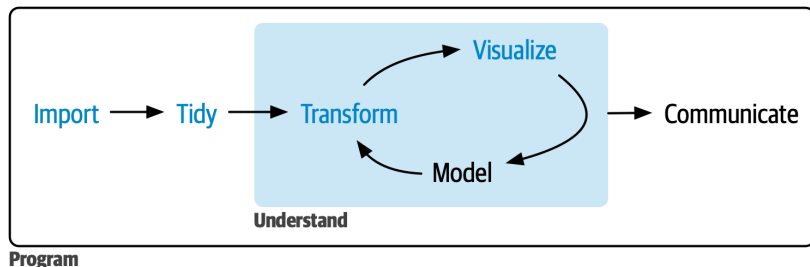 Visualize
Import
Tidy
Transform
Communicate
Model
Understand
Program